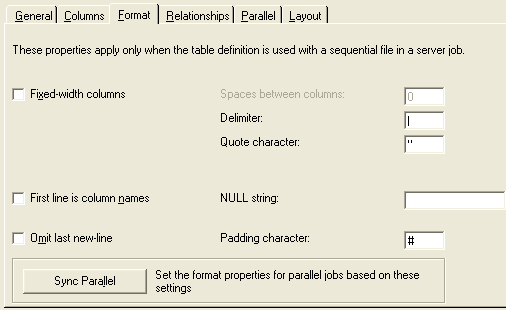 General Columns Format Relationships Parallel Layout
These properties apply only when the table definition is used with a sequential file in a server job.
Fixed-width columns Spaces between columns: 0
Delimiter: |
Quote character: "
First line is column names NULL string:
Omit last new-line Padding character: #
Sync Parallel Set the format properties for parallel jobs based on these
settings